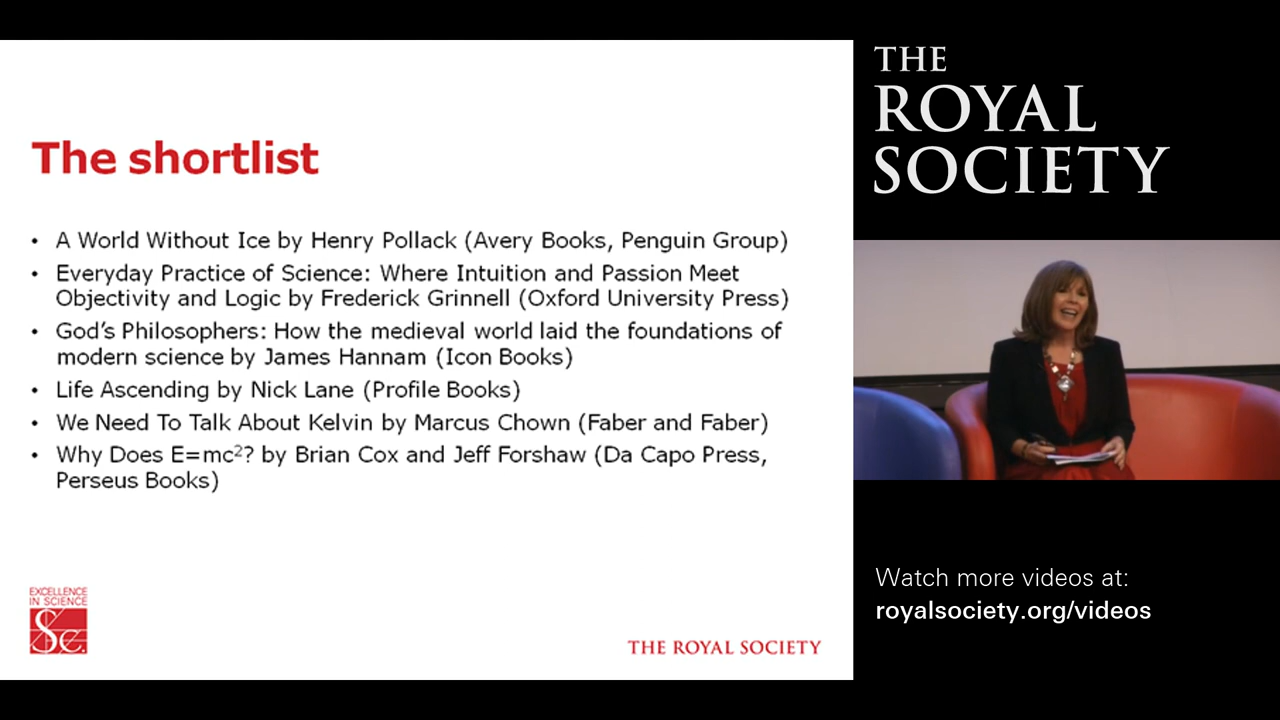 The shortlist
• A World Without Ice by Henry Pollack (Avery Books, Penguin Group)
• Everyday Practice of Science: Where Intuition and Passion Meet
Objectivity and Logic by Frederick Grinnell (Oxford University Press)
• God's Philosophers: How the medieval world laid the foundations of
modern science by James Hannam (Icon Books)
• Life Ascending by Nick Lane (Profile Books)
• We Need To Talk About Kelvin by Marcus Chown (Faber and Faber)
• Why Does E=mc²? by Brian Cox and Jeff Forshaw (Da Capo Press,
Perseus Books)
EXCELLENCE
IN SCIENCE
Sc
THE ROYAL SOCIETY
THE
ROYAL
SOCIETY
Watch more videos at:
royalsociety.org/videos